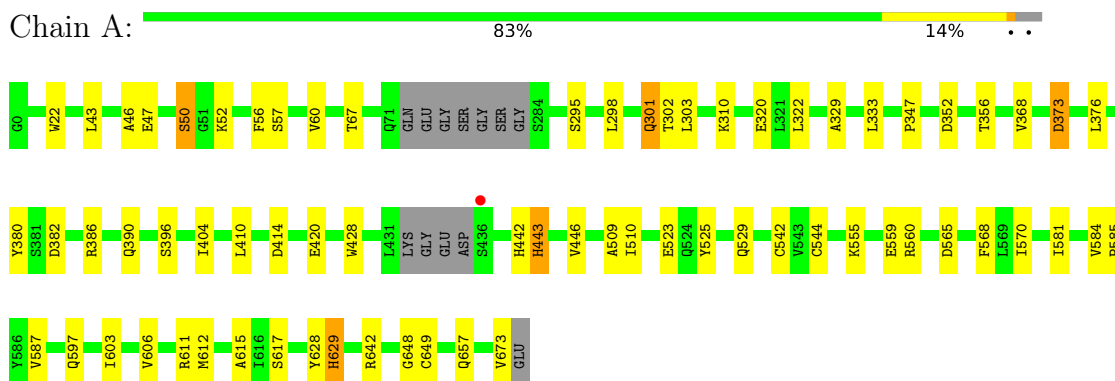 Chain A:
83% 14% • •
G0 W22 L43 A46 E47 S50 G51 K52 F56 S57 V60 T67 Q71 GLN GLU GLY SER GLY SER GLY S284 S295 L298 Q301 T302 L303 K310 E320 L321 L322 A329 L333 P347 D352 T356 V368 D373 L376
Y380 S381 D382 R386 Q390 S396 I404 L410 D414 E420 W428 L431 LYS GLY GLU ASP S436 H442 H443 V446 A509 I510 E523 Q524 Y525 Q529 C542 V543 C544 K555 E559 R560 D565 F568 L569 I570 I581 V584
Y586 V587 Q597 I603 V606 R611 M612 A615 I616 S617 Y628 H629 R642 G648 C649 Q657 V673 GLU